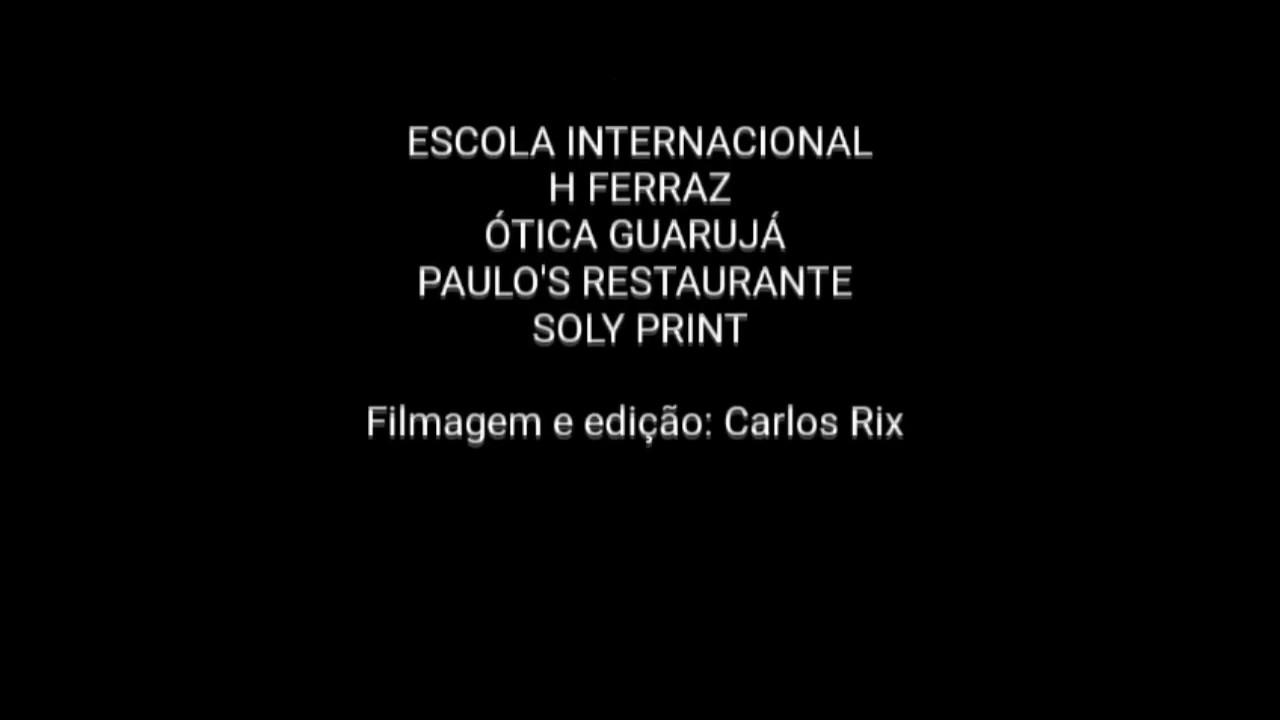 ESCOLA INTERNACIONAL
H FERRAZ
ÓTICA GUARUJÁ
PAULO'S RESTAURANTE
SOLY PRINT
Filmagem e edição: Carlos Rix